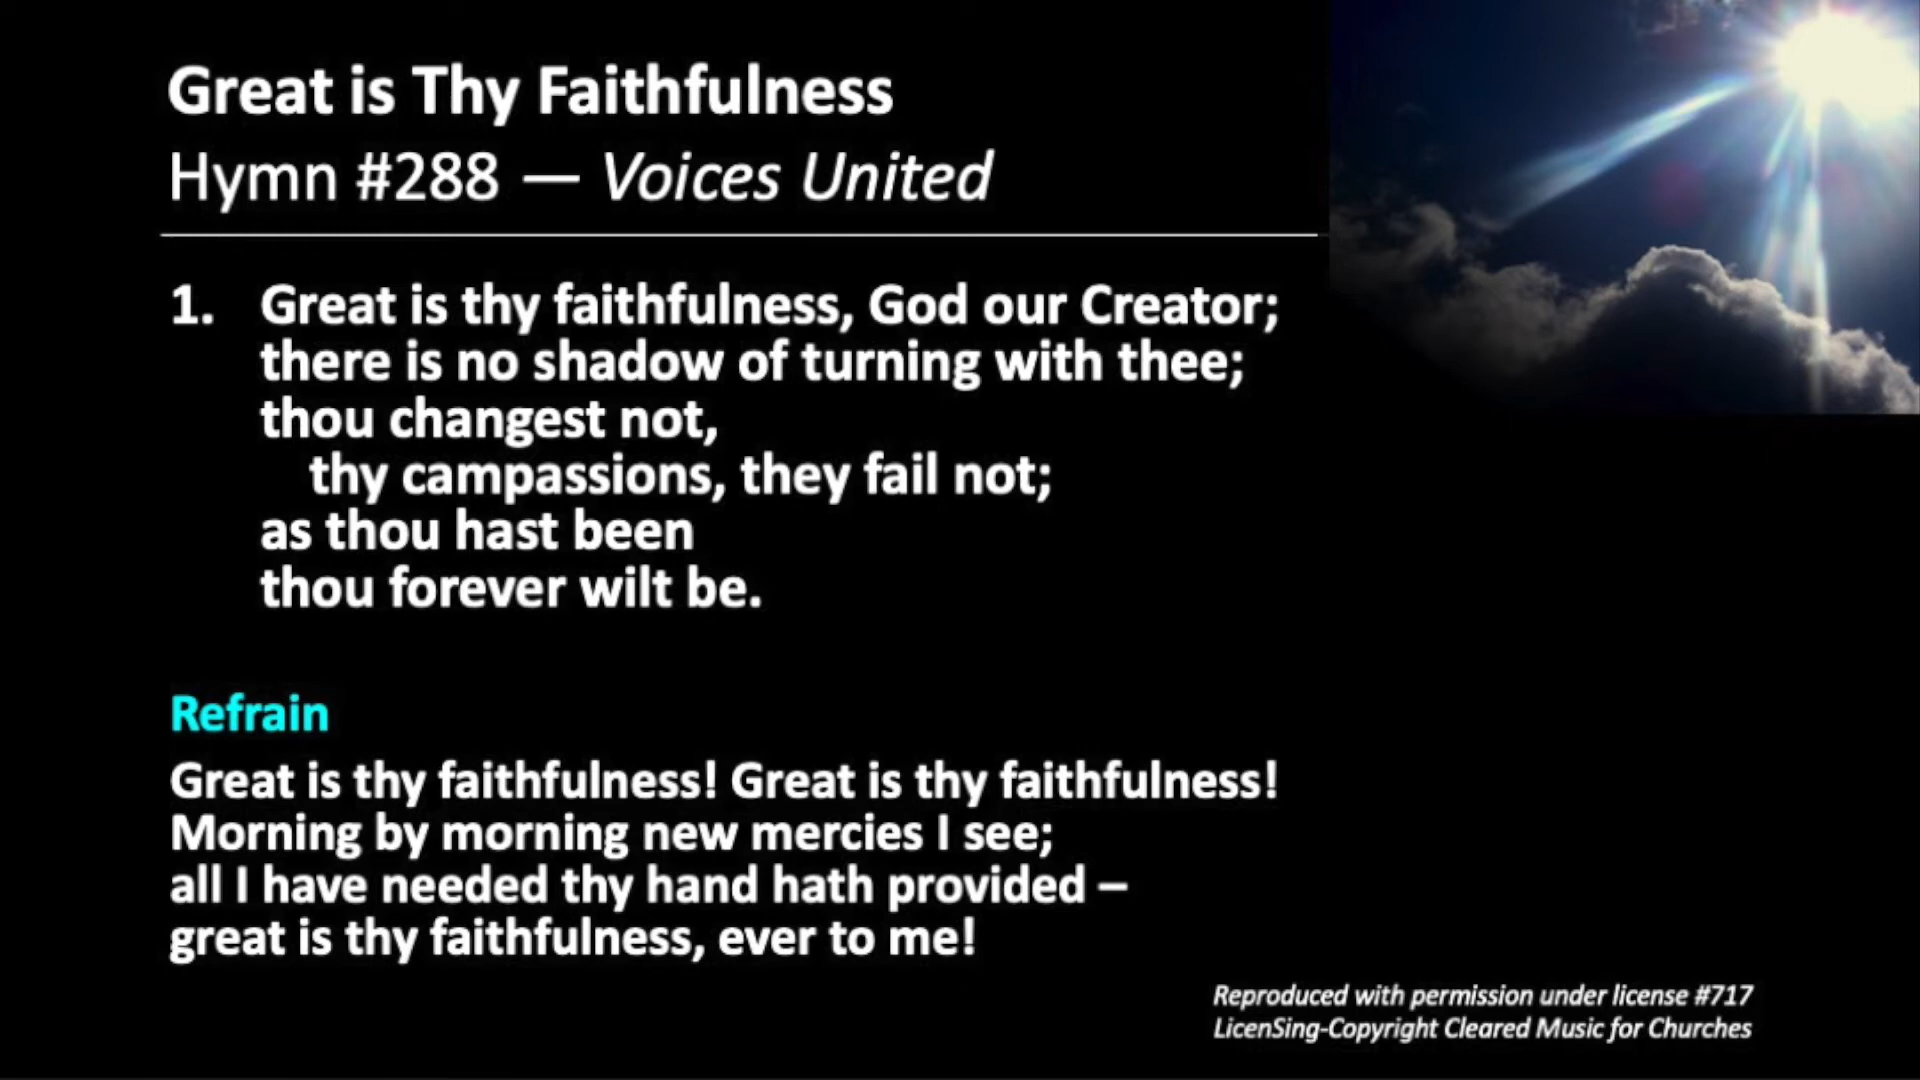 Great is Thy Faithfulness
Hymn #288 — Voices United
1. Great is thy faithfulness, God our Creator;
there is no shadow of turning with thee;
thou changest not,
thy campassions, they fail not;
as thou hast been
thou forever wilt be.
Refrain
Great is thy faithfulness! Great is thy faithfulness!
Morning by morning new mercies I see;
all I have needed thy hand hath provided –
great is thy faithfulness, ever to me!
Reproduced with permission under license #717
LicenSing-Copyright Cleared Music for Churches